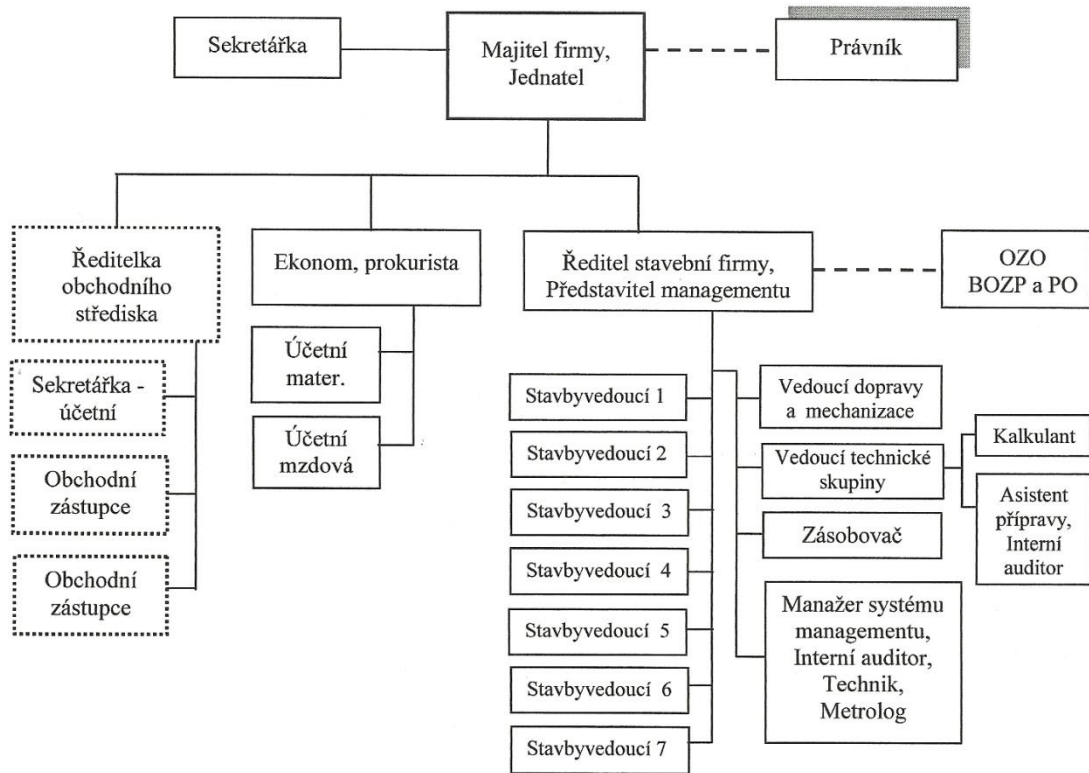 Sekretářka
Majitel firmy,
Jednatel
Právník
Ředitelka
obchodního
střediska
Ekonom, prokurista
Ředitel stavební firmy,
Představitel managementu
OZO
BOZP a PO
Sekretářka -
účetní
Obchodní
zástupce
Obchodní
zástupce
Účetní
mater.
Účetní
mzdová
Stavbyvedoucí 1
Stavbyvedoucí 2
Stavbyvedoucí 3
Stavbyvedoucí 4
Stavbyvedoucí 5
Stavbyvedoucí 6
Stavbyvedoucí 7
Vedoucí dopravy
a mechanizace
Vedoucí technické
skupiny
Zásobovač
Manažer systému
managementu,
Interní auditor,
Technik,
Metrolog
Kalkulant
Asistent
přípravy,
Interní
auditor